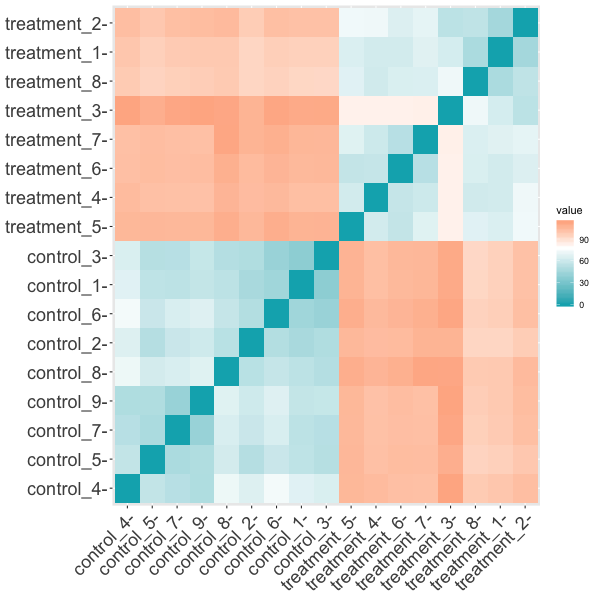 treatment_2-
treatment_1-
treatment_8
treatment_3-
treatment_7-
treatment_6-
treatment_4
treatment_5-
control_3
control_1
control_6-
control_2
control_8-
control_9-
control_7-
control_5-
control_4-
value
90
60
30
0
control_4-
control_5-
control_7-
control_9-
control_8-
control_2-
control_6-
control_1-
control_3-
treatment_5-
treatment_4-
treatment_6-
treatment_7-
treatment_3-
treatment_8-
treatment_1-
treatment_2-